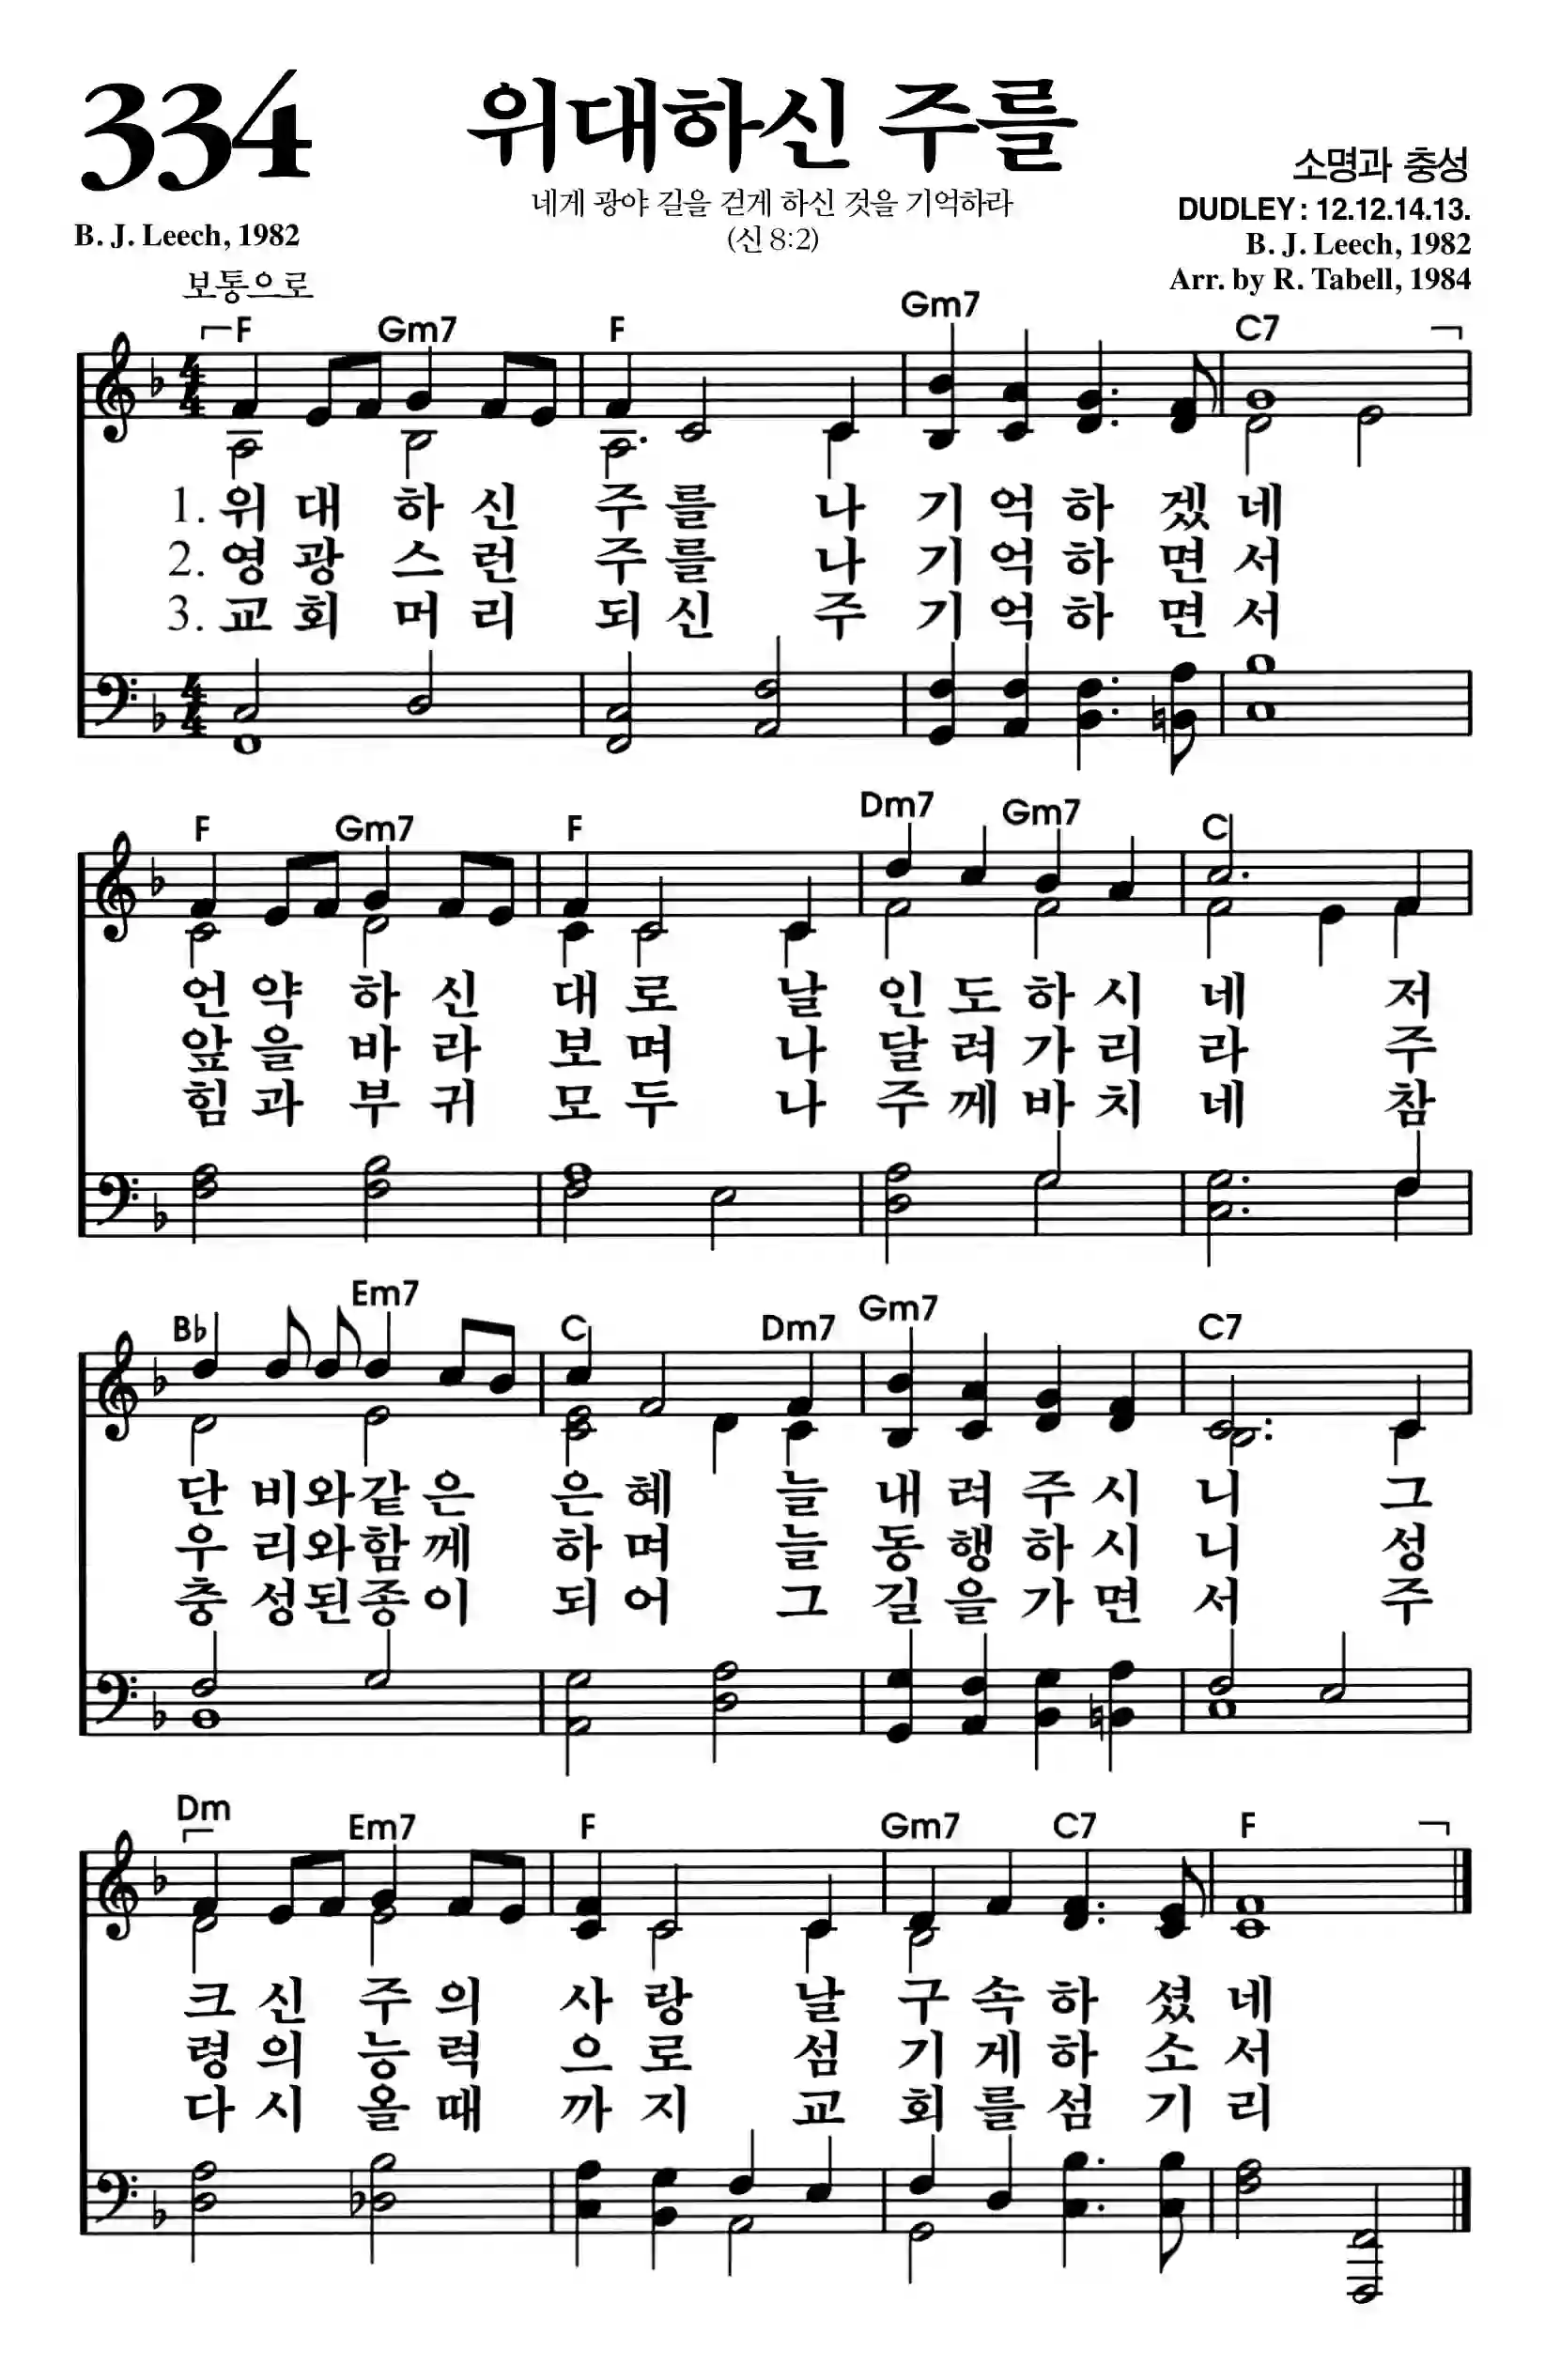 334
위대하신 주를
소명과 충성
네게 광야 길을 걷게 하신 것을 기억하라
(신 8:2)
DUDLEY : 12.12.14.13.
B. J. Leech, 1982
B. J. Leech, 1982
Arr. by R. Tabell, 1984
보통으로
F Gm7 F Gm7 C7
1. 위 대 하 신 주 를 나 기 억 하 겠 네
2. 영 광 스 런 주 를 나 기 억 하 면 서
3. 교 회 머 리 되 신 주 기 억 하 면 서
F Gm7 F Dm7 Gm7 C
언 약 하 신 대 로 날 인 도 하 시 네 저
앞 을 바 라 보 며 나 달 려 가 리 라 주
힘 과 부 귀 모 두 나 주 께 바 치 네 참
B♭ Em7 C Dm7 Gm7 C7
단 비 와 같 은 은 혜 늘 내 려 주 시 니 그
우 리 와 함 께 하 며 늘 동 행 하 시 니 성
충 성 된 종 이 되 어 그 길 을 가 면 서 주
Dm Em7 F Gm7 C7 F
크 신 주 의 사 랑 날 구 속 하 셨 네
령 의 능 력 으 로 섬 기 게 하 소 서
다 시 올 때 까 지 교 회 를 섬 기 리